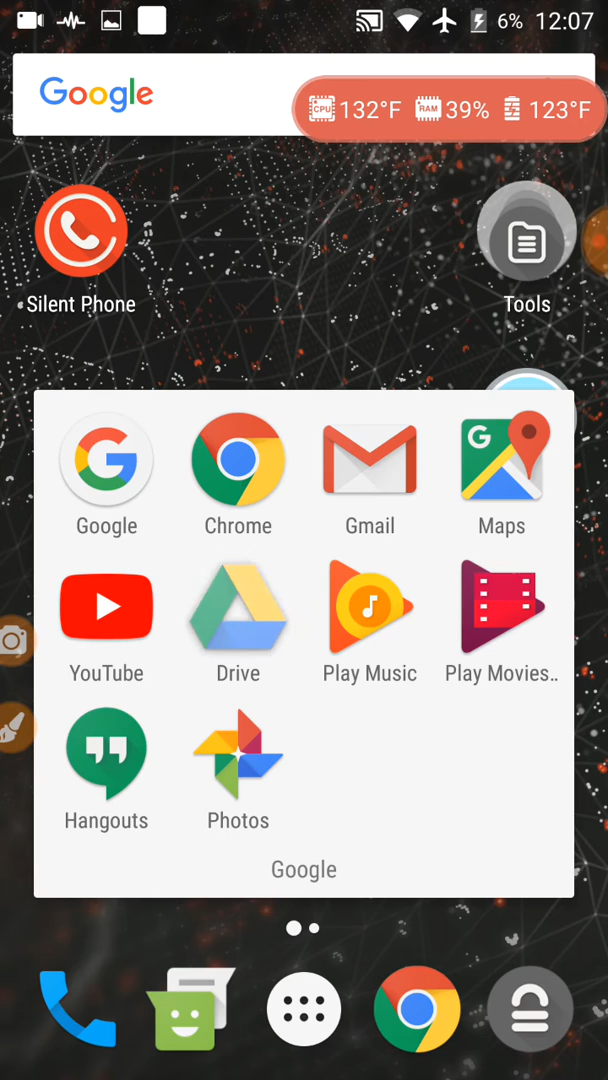 6% 12:07
Google
CPU 132°F RAM 39% 123°F
Silent Phone
Tools
G
Google Chrome Gmail Maps
YouTube Drive Play Music Play Movies..
Hangouts Photos
Google